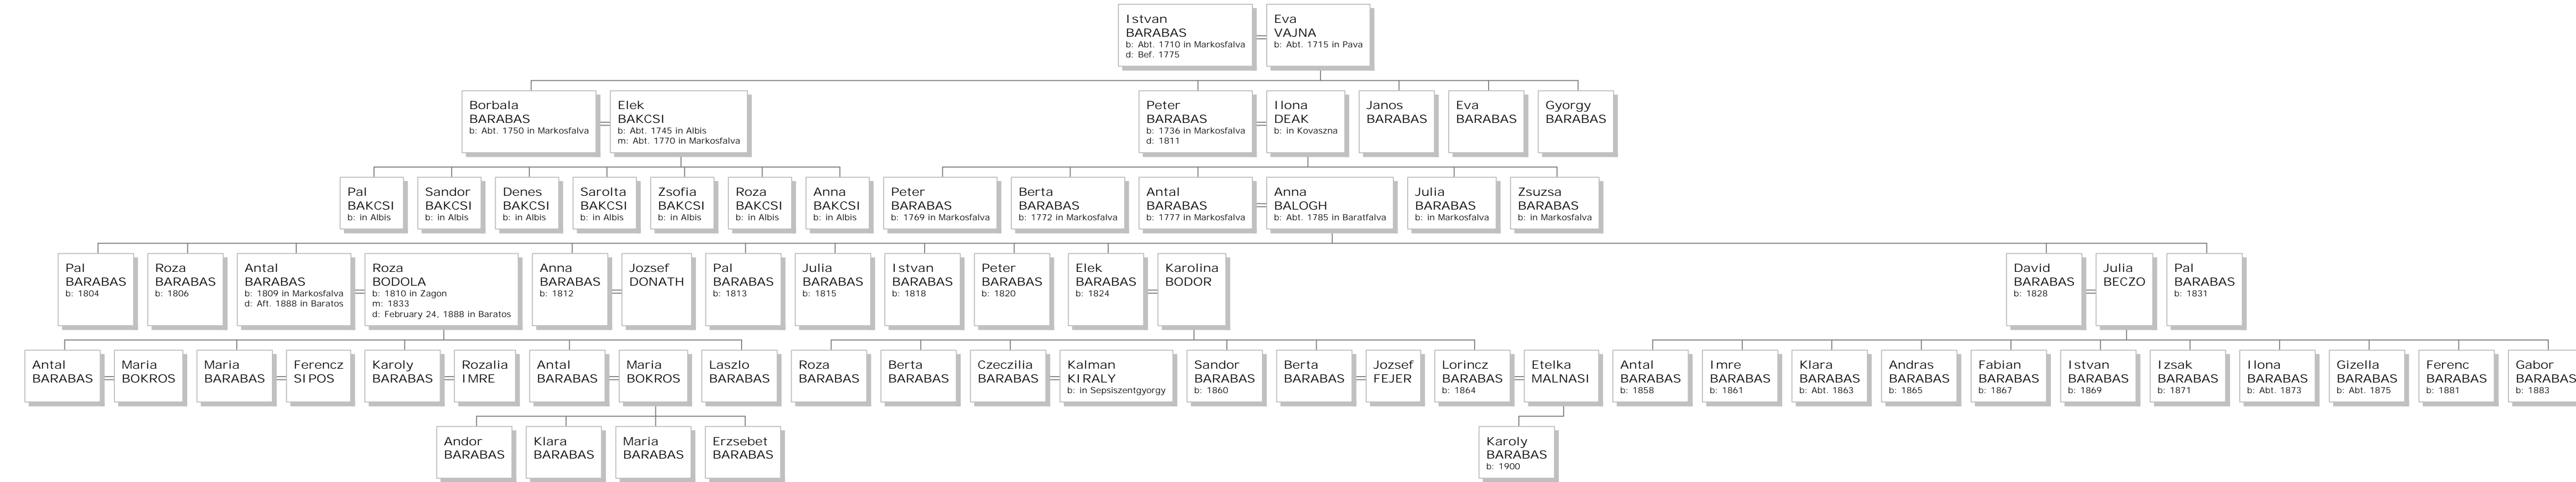 Istvan
BARABAS
b: Abt. 1710 in Markosfalva
d: Bef. 1775
Eva
VAJNA
b: Abt. 1715 in Pava
Borbala
BARABAS
b: Abt. 1750 in Markosfalva
Elek
BAKCSI
b: Abt. 1745 in Albis
m: Abt. 1770 in Markosfalva
Peter
BARABAS
b: 1736 in Markosfalva
d: 1811
Ilona
DEAK
b: in Kovaszna
Janos
BARABAS
Eva
BARABAS
Gyorgy
BARABAS
Pal
BAKCSI
b: in Albis
Sandor
BAKCSI
b: in Albis
Denes
BAKCSI
b: in Albis
Sarolta
BAKCSI
b: in Albis
Zsofia
BAKCSI
b: in Albis
Roza
BAKCSI
b: in Albis
Anna
BAKCSI
b: in Albis
Peter
BARABAS
b: 1769 in Markosfalva
Berta
BARABAS
b: 1772 in Markosfalva
Antal
BARABAS
b: 1777 in Markosfalva
Anna
BALOGH
b: Abt. 1785 in Baratfalva
Julia
BARABAS
b: in Markosfalva
Zsuzsa
BARABAS
b: in Markosfalva
Pal
BARABAS
b: 1804
Roza
BARABAS
b: 1806
Antal
BARABAS
b: 1809 in Markosfalva
d: Aft. 1888 in Baratos
Roza
BODOLA
b: 1810 in Zagon
m: 1833
d: February 24, 1888 in Baratos
Anna
BARABAS
b: 1812
Jozsef
DONATH
Pal
BARABAS
b: 1813
Julia
BARABAS
b: 1815
Istvan
BARABAS
b: 1818
Peter
BARABAS
b: 1820
Elek
BARABAS
b: 1824
Karolina
BODOR
David
BARABAS
b: 1828
Julia
BECZO
Pal
BARABAS
b: 1831
Antal
BARABAS
Maria
BOKROS
Maria
BARABAS
Ferencz
SIPOS
Karoly
BARABAS
Rozalia
IMRE
Antal
BARABAS
Maria
BOKROS
Laszlo
BARABAS
Roza
BARABAS
Berta
BARABAS
Czeczilia
BARABAS
Kalman
KIRALY
b: in Sepsiszentgyorgy
Sandor
BARABAS
b: 1860
Berta
BARABAS
Jozsef
FEJER
Lorincz
BARABAS
b: 1864
Etelka
MALNASI
Antal
BARABAS
b: 1858
Imre
BARABAS
b: 1861
Klara
BARABAS
b: Abt. 1863
Andras
BARABAS
b: 1865
Fabian
BARABAS
b: 1867
Istvan
BARABAS
b: 1869
Izsak
BARABAS
b: 1871
Ilona
BARABAS
b: Abt. 1873
Gizella
BARABAS
b: Abt. 1875
Ferenc
BARABAS
b: 1881
Gabor
BARABAS
b: 1883
Andor
BARABAS
Klara
BARABAS
Maria
BARABAS
Erzsebet
BARABAS
Karoly
BARABAS
b: 1900